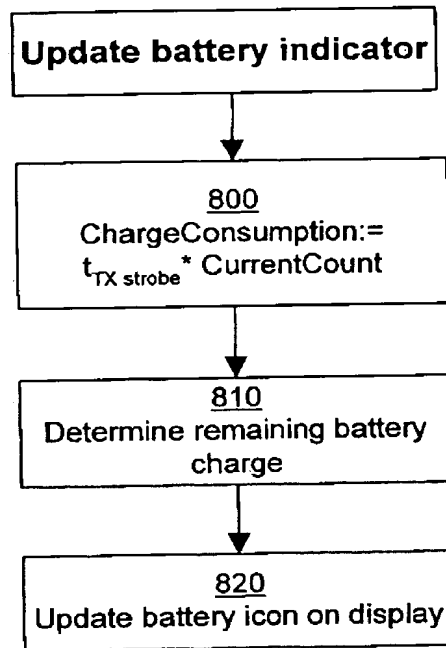 Update battery indicator
800
ChargeConsumption:=
tTX strobe* CurrentCount
810
Determine remaining battery
charge
820
Update battery icon on display